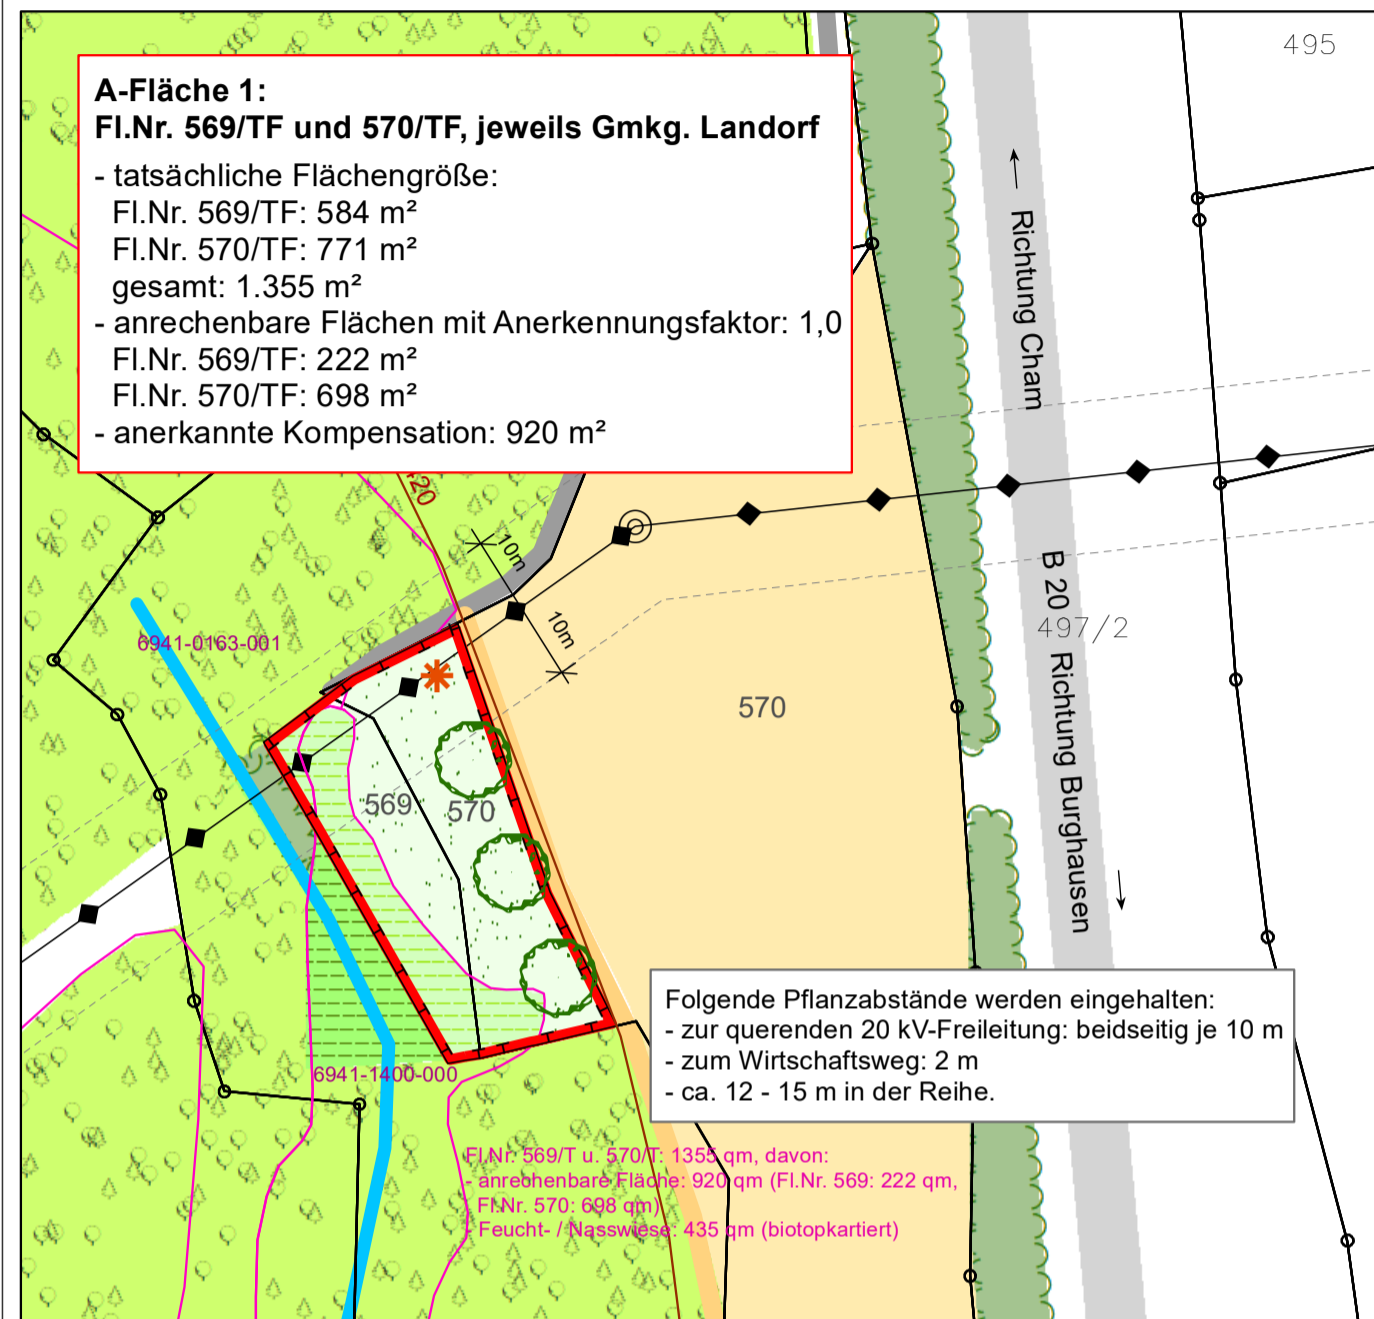 495
A-Fläche 1:
Fl.Nr. 569/TF und 570/TF, jeweils Gmkg. Landorf
- tatsächliche Flächengröße:
Fl.Nr. 569/TF: 584 m²
Fl.Nr. 570/TF: 771 m²
gesamt: 1.355 m²
- anrechenbare Flächen mit Anerkennungsfaktor: 1,0
Fl.Nr. 569/TF: 222 m²
Fl.Nr. 570/TF: 698 m²
- anerkannte Kompensation: 920 m²
Richtung Cham
420
10m
10m
B 20 Richtung Burghausen
497/2
6941-0163-001
570
569
570
Folgende Pflanzabstände werden eingehalten:
- zur querenden 20 kV-Freileitung: beidseitig je 10 m
- zum Wirtschaftsweg: 2 m
- ca. 12 - 15 m in der Reihe.
6941-1400-000
Fl.Nr. 569/T u. 570/T: 1355 qm, davon:
- anrechenbare Fläche: 920 qm (Fl.Nr. 569: 222 qm,
Fl.Nr. 570: 698 qm)
- Feucht- / Nasswiese: 435 qm (biotopkartiert)